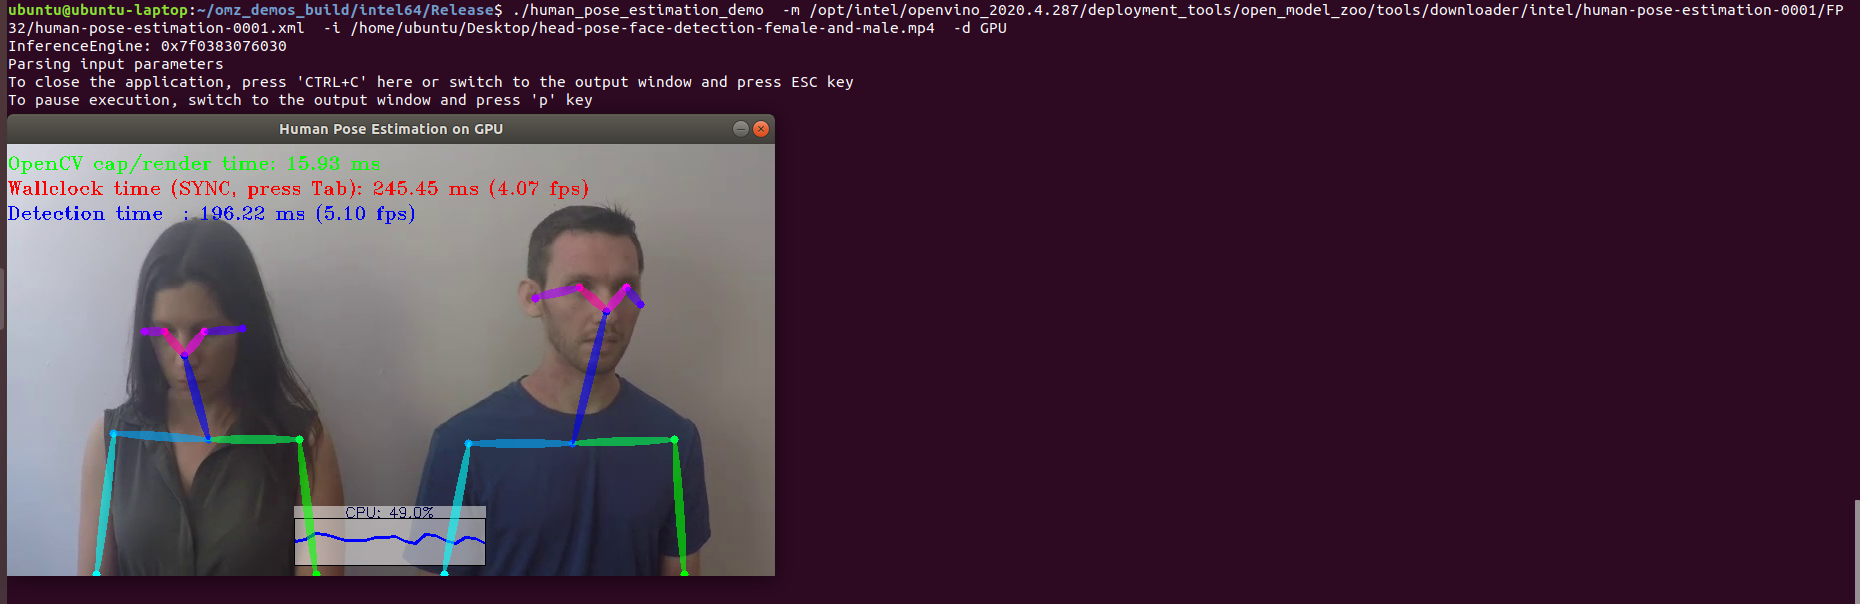 ubuntu@ubuntu-laptop:~/omz_demos_build/intel64/Release$ ./human_pose_estimation_demo  -m /opt/intel/openvino_2020.4.287/deployment_tools/open_model_zoo/tools/downloader/intel/human-pose-estimation-0001/FP
32/human-pose-estimation-0001.xml  -i /home/ubuntu/Desktop/head-pose-face-detection-female-and-male.mp4  -d GPU
InferenceEngine: 0x7f0383076030
Parsing input parameters
To close the application, press 'CTRL+C' here or switch to the output window and press ESC key
To pause execution, switch to the output window and press 'p' key
Human Pose Estimation on GPU
OpenCV cap/render time: 15.93 ms
Wallclock time (SYNC, press Tab): 245.45 ms (4.07 fps)
Detection time  : 196.22 ms (5.10 fps)
CPU: 49.0%